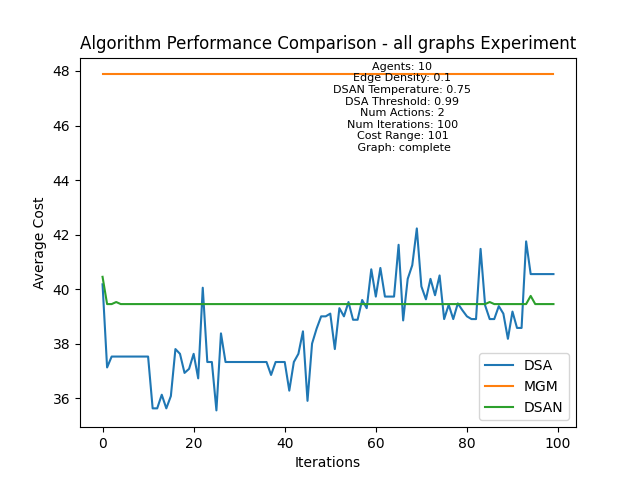 Algorithm Performance Comparison - all graphs Experiment
Agents: 10
Edge Density: 0.1
DSAN Temperature: 0.75
DSA Threshold: 0.99
Num Actions: 2
Num Iterations: 100
Cost Range: 101
Graph: complete
48
46
44
42
40
38
36
Average Cost
DSA
MGM
DSAN
0
20
40
60
80
100
Iterations